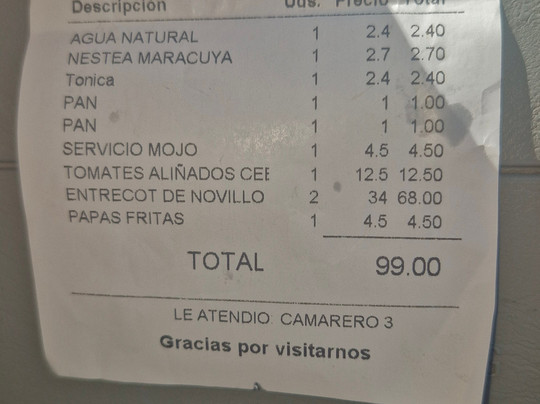 Descripción Uds. Precio Total
AGUA NATURAL 1 2.4 2.40
NESTEA MARACUYA 1 2.7 2.70
Tonica 1 2.4 2.40
PAN 1 1 1.00
PAN 1 1 1.00
SERVICIO MOJO 1 4.5 4.50
TOMATES ALIÑADOS CEE 1 12.5 12.50
ENTRECOT DE NOVILLO 2 34 68.00
PAPAS FRITAS 1 4.5 4.50
TOTAL 99.00
LE ATENDIO: CAMARERO 3
Gracias por visitarnos